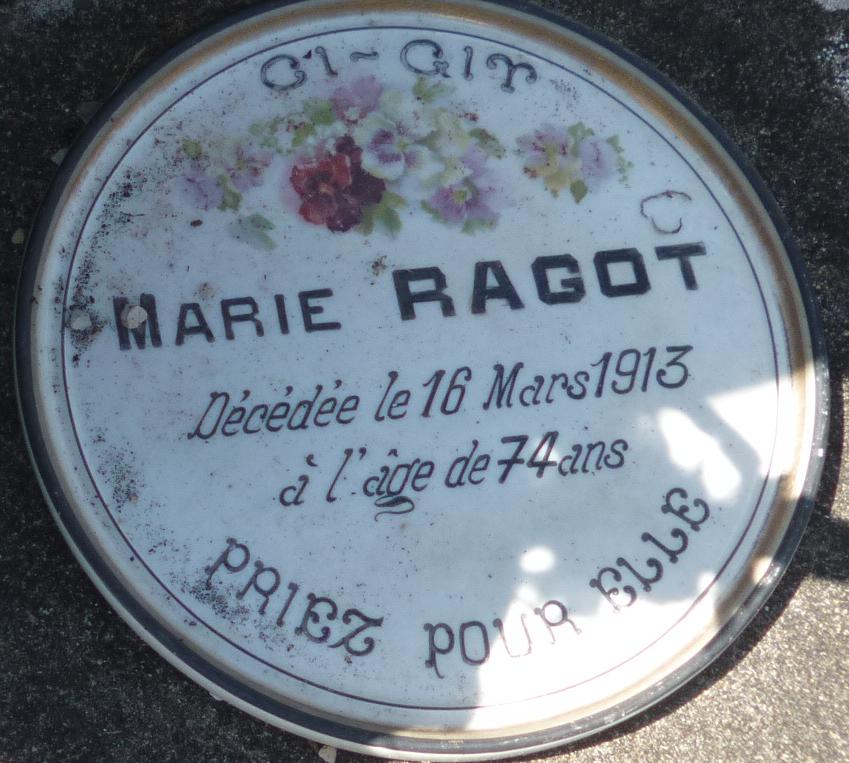 CI-GIT
MARIE RAGOT
Décédée le 16 Mars 1913
à l'âge de 74 ans
PRIEZ POUR ELLE